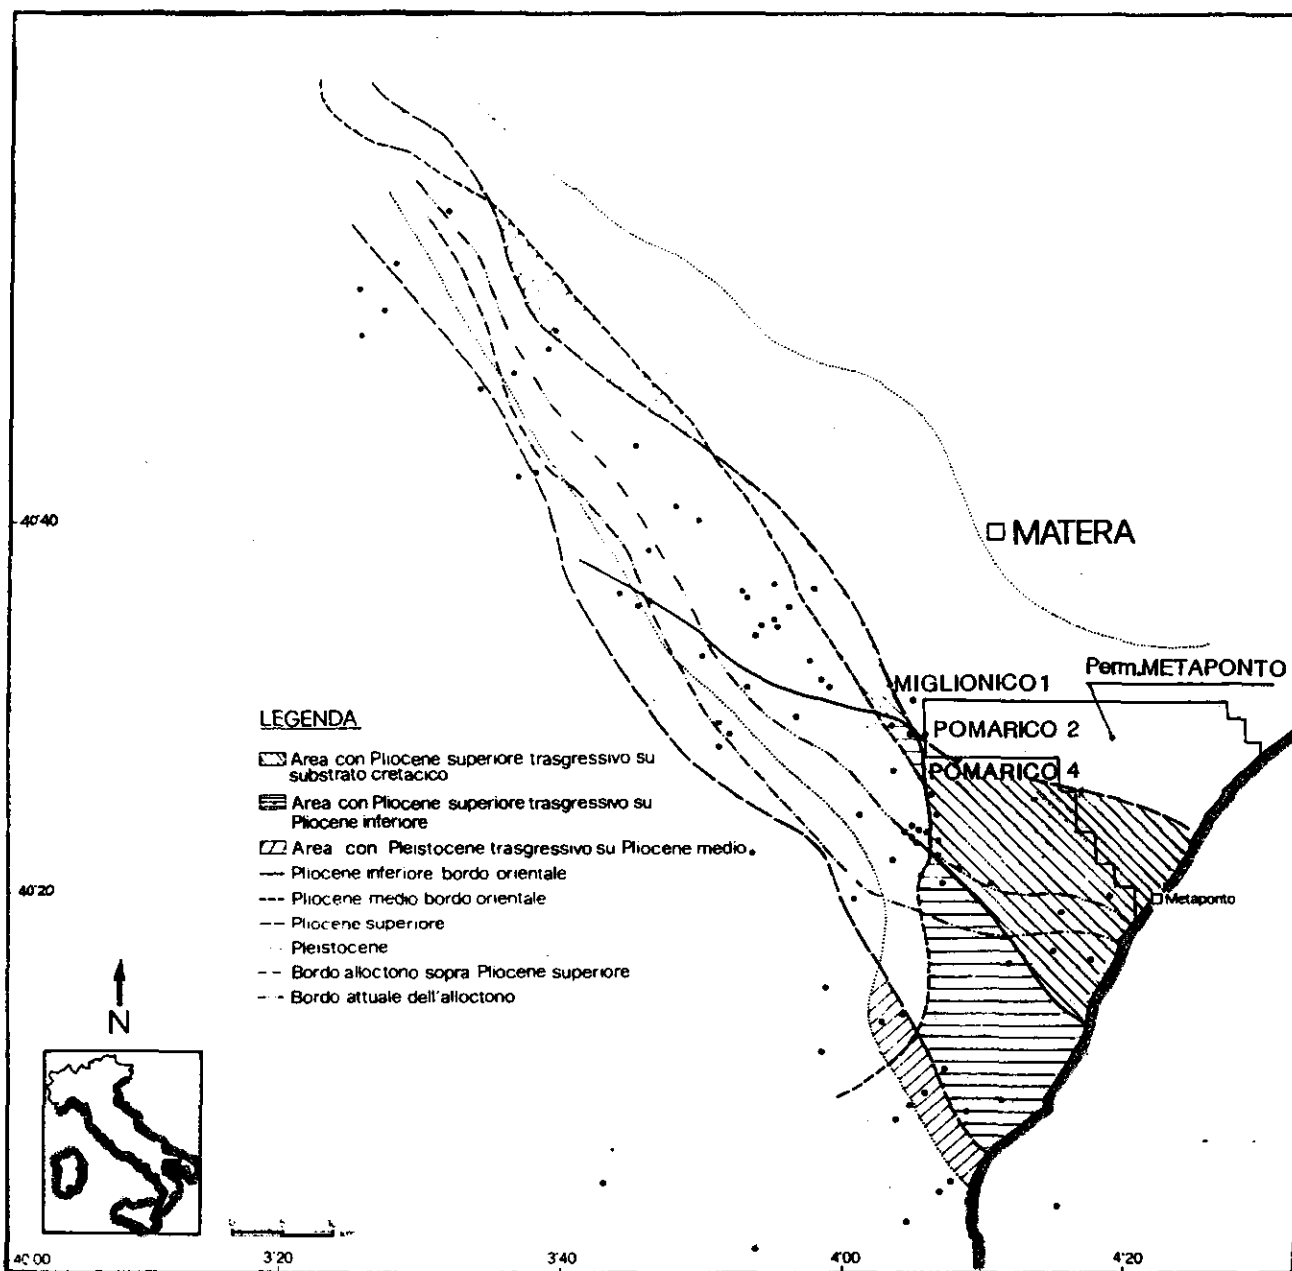 40°40
MATERA
Perm.METAPONTO
MIGLIONICO 1
POMARICO 2
POMARICO 4
LEGENDA
Area con Pliocene superiore trasgressivo su
substrato cretacico
Area con Pliocene superiore trasgressivo su
Pliocene inferiore
Area con Pleistocene trasgressivo su Pliocene medio
Pliocene inferiore bordo orientale
Pliocene medio bordo orientale
Pliocene superiore
Pleistocene
Bordo alloctono sopra Pliocene superiore
Bordo attuale dell'alloctono
40°20
Metaponto
N
40°00
3°20
3°40
4°00
4°20